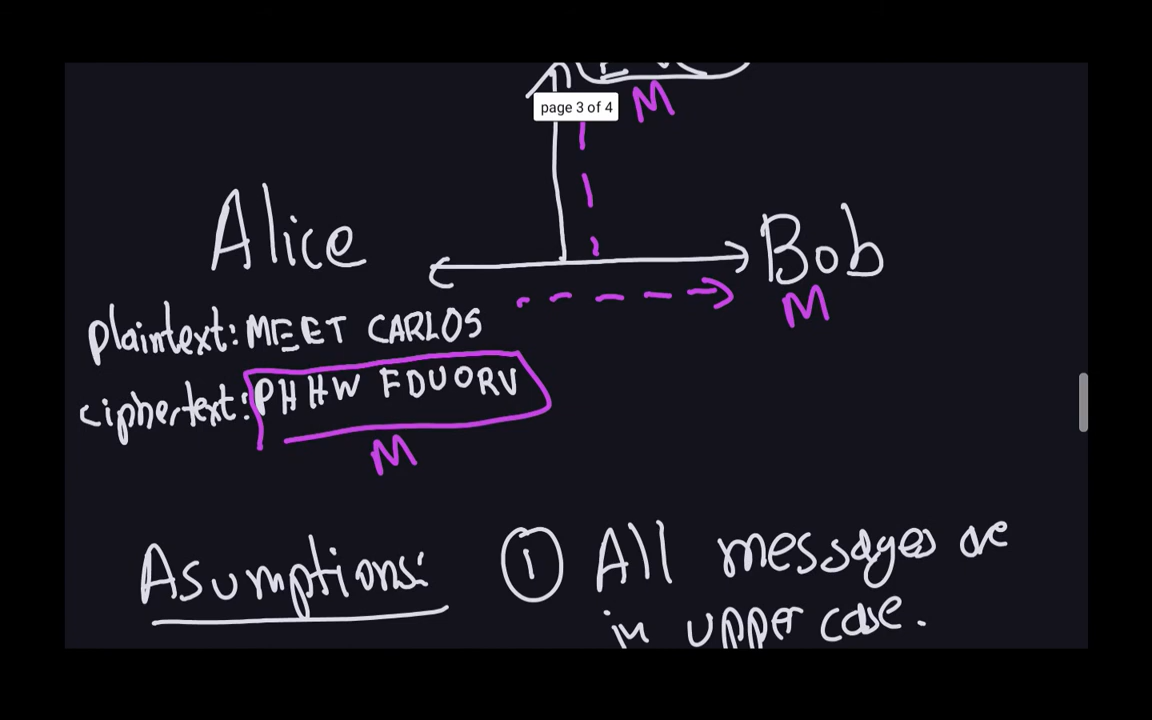 page 3 of 4
M
Alice
Bob
M
plaintext: MEET CARLOS
ciphertext: PHHW FDUORV
M
Asumptions: ① All messages are
in upper case.